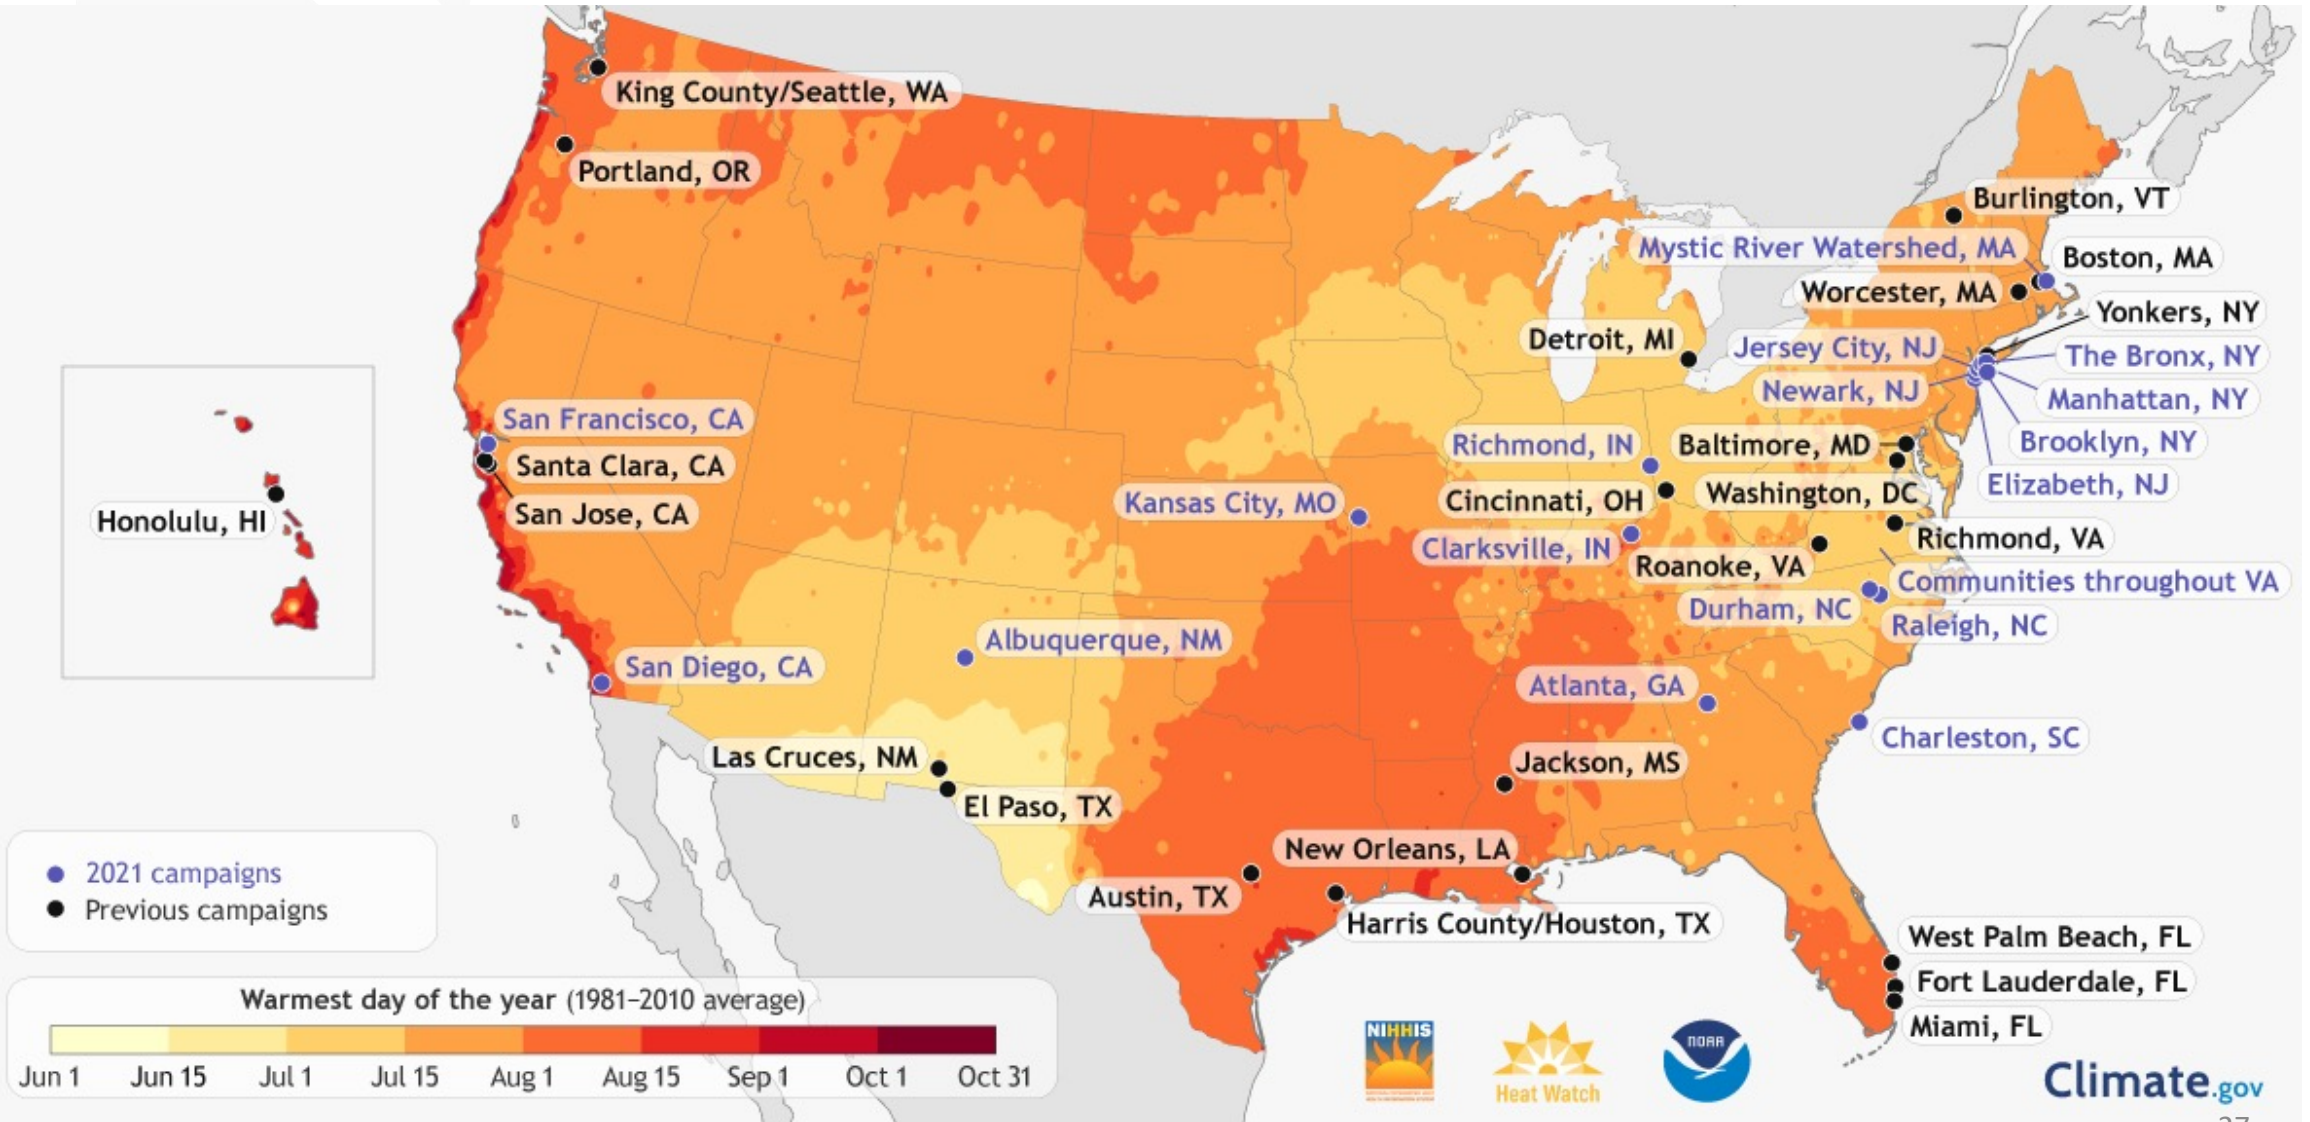 King County/Seattle, WA
Portland, OR
Burlington, VT
Mystic River Watershed, MA
Boston, MA
Worcester, MA
Yonkers, NY
Detroit, MI
Jersey City, NJ
The Bronx, NY
Newark, NJ
Manhattan, NY
San Francisco, CA
Richmond, IN
Baltimore, MD
Brooklyn, NY
Santa Clara, CA
Elizabeth, NJ
Kansas City, MO
Cincinnati, OH
Washington, DC
San Jose, CA
Honolulu, HI
Clarksville, IN
Richmond, VA
Roanoke, VA
Communities throughout VA
Durham, NC
Raleigh, NC
Albuquerque, NM
San Diego, CA
Atlanta, GA
Charleston, SC
Las Cruces, NM
Jackson, MS
El Paso, TX
New Orleans, LA
Austin, TX
Harris County/Houston, TX
West Palm Beach, FL
Fort Lauderdale, FL
Miami, FL
2021 campaigns
Previous campaigns
Warmest day of the year (1981–2010 average)
Jun 1 Jun 15 Jul 1 Jul 15 Aug 1 Aug 15 Sep 1 Oct 1 Oct 31
NIHHIS
Heat Watch
NOAA
Climate.gov